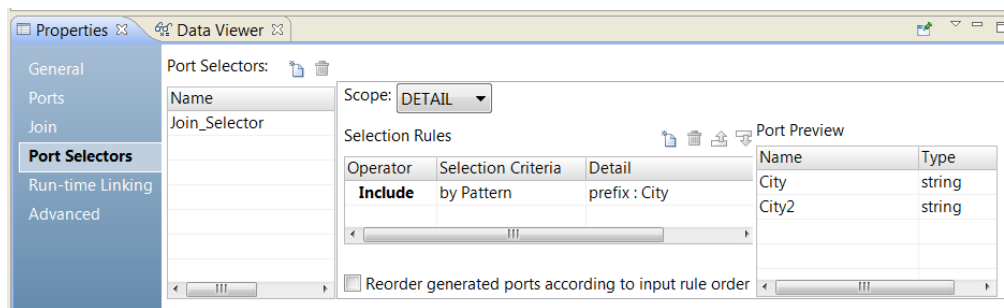 Properties Data Viewer
General
Ports
Join
Port Selectors
Run-time Linking
Advanced
Port Selectors:
Name
Join_Selector
Scope: DETAIL
Selection Rules
Operator Selection Criteria Detail
Include by Pattern prefix : City
Reorder generated ports according to input rule order
Port Preview
Name Type
City string
City2 string